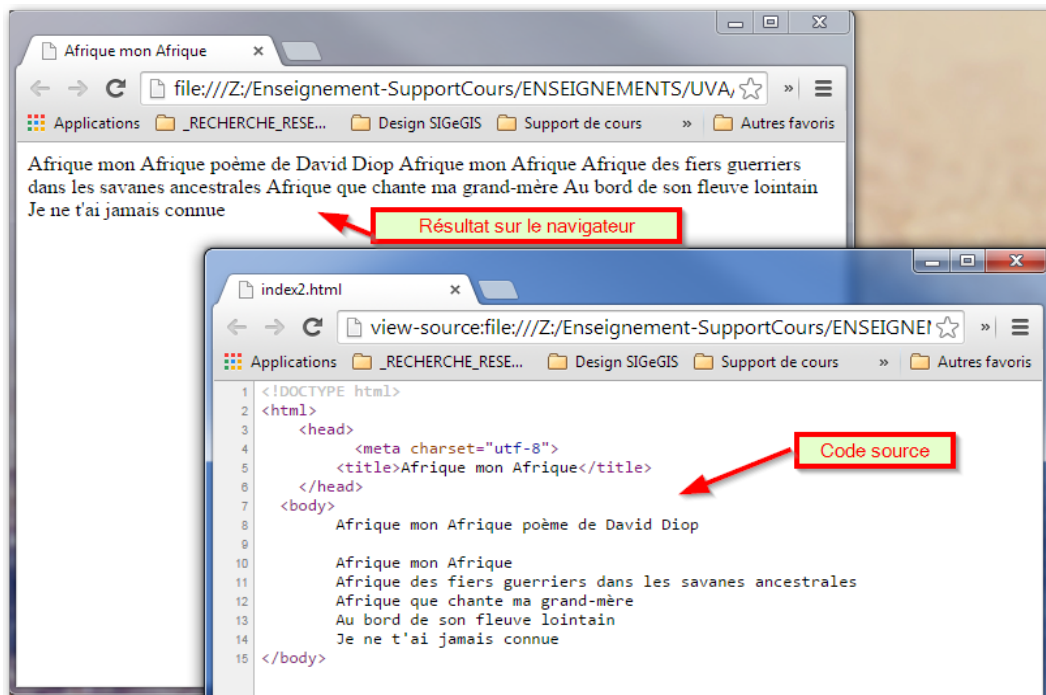 Afrique mon Afrique
file:///Z:/Enseignement-SupportCours/ENSEIGNEMENTS/UVA/
Applications _RECHERCHE_RESE... Design SIGeGIS Support de cours » Autres favoris
Afrique mon Afrique poème de David Diop Afrique mon Afrique Afrique des fiers guerriers
dans les savanes ancestrales Afrique que chante ma grand-mère Au bord de son fleuve lointain
Je ne t'ai jamais connue
Résultat sur le navigateur
index2.html
view-source:file:///Z:/Enseignement-SupportCours/ENSEIGNE
Applications _RECHERCHE_RESE... Design SIGeGIS Support de cours » Autres favoris
1 <!DOCTYPE html>
2 <html>
3 <head>
4 <meta charset="utf-8">
5 <title>Afrique mon Afrique</title>
6 </head>
7 <body>
8 Afrique mon Afrique poème de David Diop
9
10 Afrique mon Afrique
11 Afrique des fiers guerriers dans les savanes ancestrales
12 Afrique que chante ma grand-mère
13 Au bord de son fleuve lointain
14 Je ne t'ai jamais connue
15 </body>
Code source